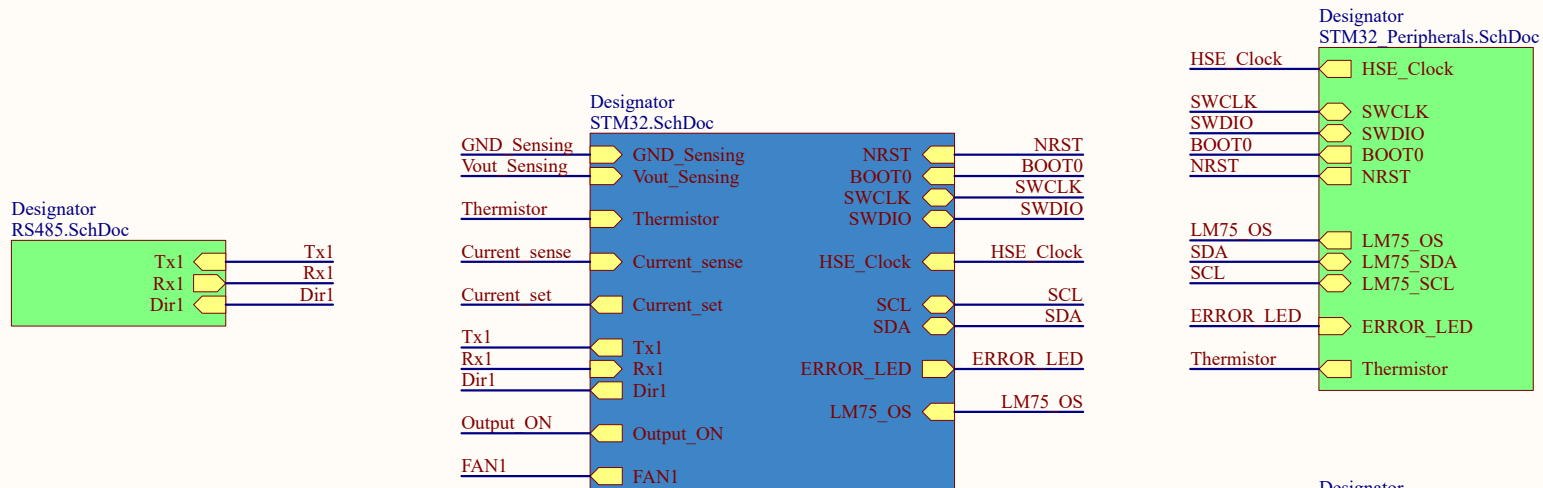 Designator
RS485.SchDoc
Tx1
Tx1
Rx1
Rx1
Dir1
Dir1
Designator
STM32.SchDoc
GND_Sensing
GND_Sensing
Vout_Sensing
Vout_Sensing
Thermistor
Thermistor
Current_sense
Current_sense
Current_set
Current_set
Tx1
Tx1
Rx1
Rx1
Dir1
Dir1
Output_ON
Output_ON
FAN1
FAN1
NRST
NRST
BOOT0
BOOT0
SWCLK
SWCLK
SWDIO
SWDIO
HSE_Clock
HSE_Clock
SCL
SCL
SDA
SDA
ERROR_LED
ERROR_LED
LM75_OS
LM75_OS
Designator
STM32_Peripherals.SchDoc
HSE_Clock
HSE_Clock
SWCLK
SWCLK
SWDIO
SWDIO
BOOT0
BOOT0
NRST
NRST
LM75_OS
LM75_OS
SDA
LM75_SDA
SCL
LM75_SCL
ERROR_LED
ERROR_LED
Thermistor
Thermistor
Designator